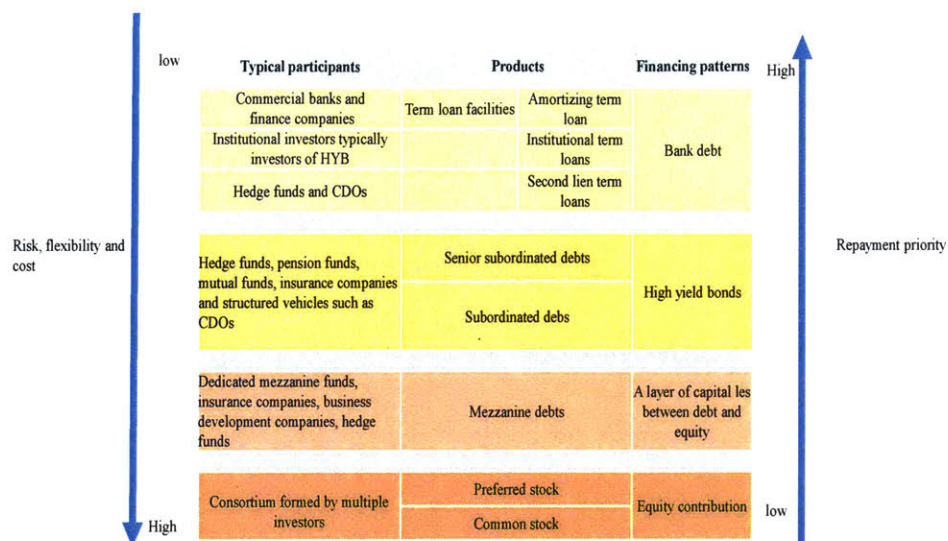 low
High
Typical participants
Products
Financing patterns
Commercial banks and
finance companies
Term loan facilities
Amortizing term
loan
Bank debt
Institutional investors typically
investors of HYB
Institutional term
loans
Hedge funds and CDOs
Second lien term
loans
Risk, flexibility and
cost
Repayment priority
Hedge funds, pension funds,
mutual funds, insurance companies
and structured vehicles such as
CDOs
Senior subordinated debts
Subordinated debs
High yield bonds
Dedicated mezzanine funds,
insurance companies, business
development companies, hedge
funds
Mezzanine debts
A layer of capital les
between debt and
equity
Consortium formed by multiple
investors
Preferred stock
Common stock
Equity contribution
High
low